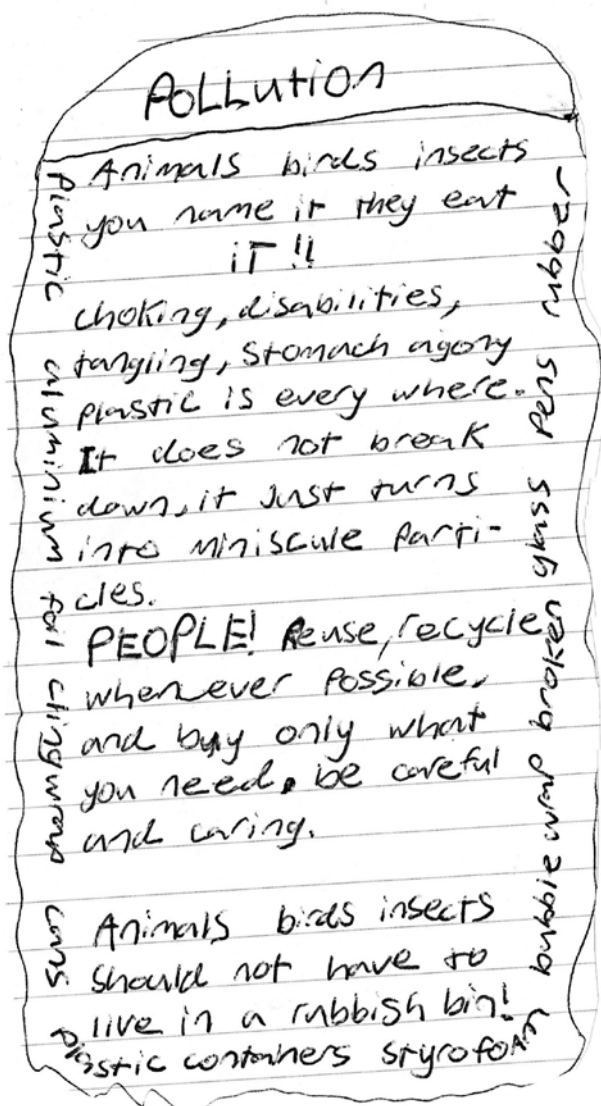 POLLUTION
Animals birds insects
you name it they eat
iT!!
choking, disabilities,
tangling, stomach agony
plastic is every where.
It does not break
down, it just turns
into miniscule parti-
cles.
PEOPLE! Reuse, recycle
whenever possible,
and buy only what
you need, be careful
and caring.
Animals birds insects
should not have to
live in a rubbish bin!
plastic aluminium foil clingwrap cans
plastic containers styrofoam
bubble wrap broken glass pens rubber